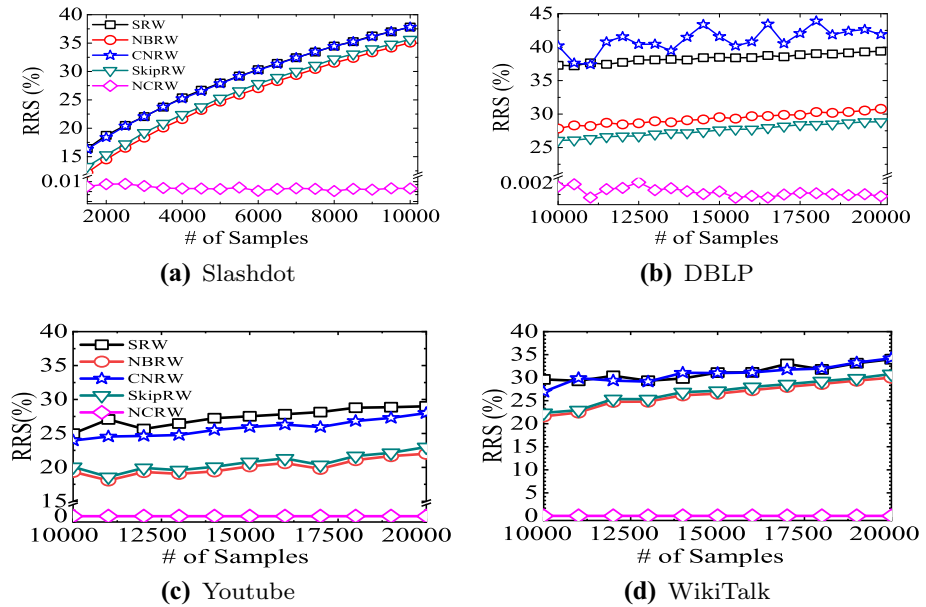 40
35
30
25
20
15
0.01
RRS (%)
SRW
NBRW
CNRW
SkipRW
NCRW
2000 4000 6000 8000 10000
# of Samples
(a) Slashdot
45
40
35
30
25
0.002
RRS (%)
10000 12500 15000 17500 20000
# of Samples
(b) DBLP
40
35
30
25
20
15
0
RRS(%)
SRW
NBRW
CNRW
SkipRW
NCRW
10000 12500 15000 17500 20000
# of Samples
(c) Youtube
40
35
30
25
20
15
10
5
0
RRS (%)
10000 12500 15000 17500 20000
# of Samples
(d) WikiTalk